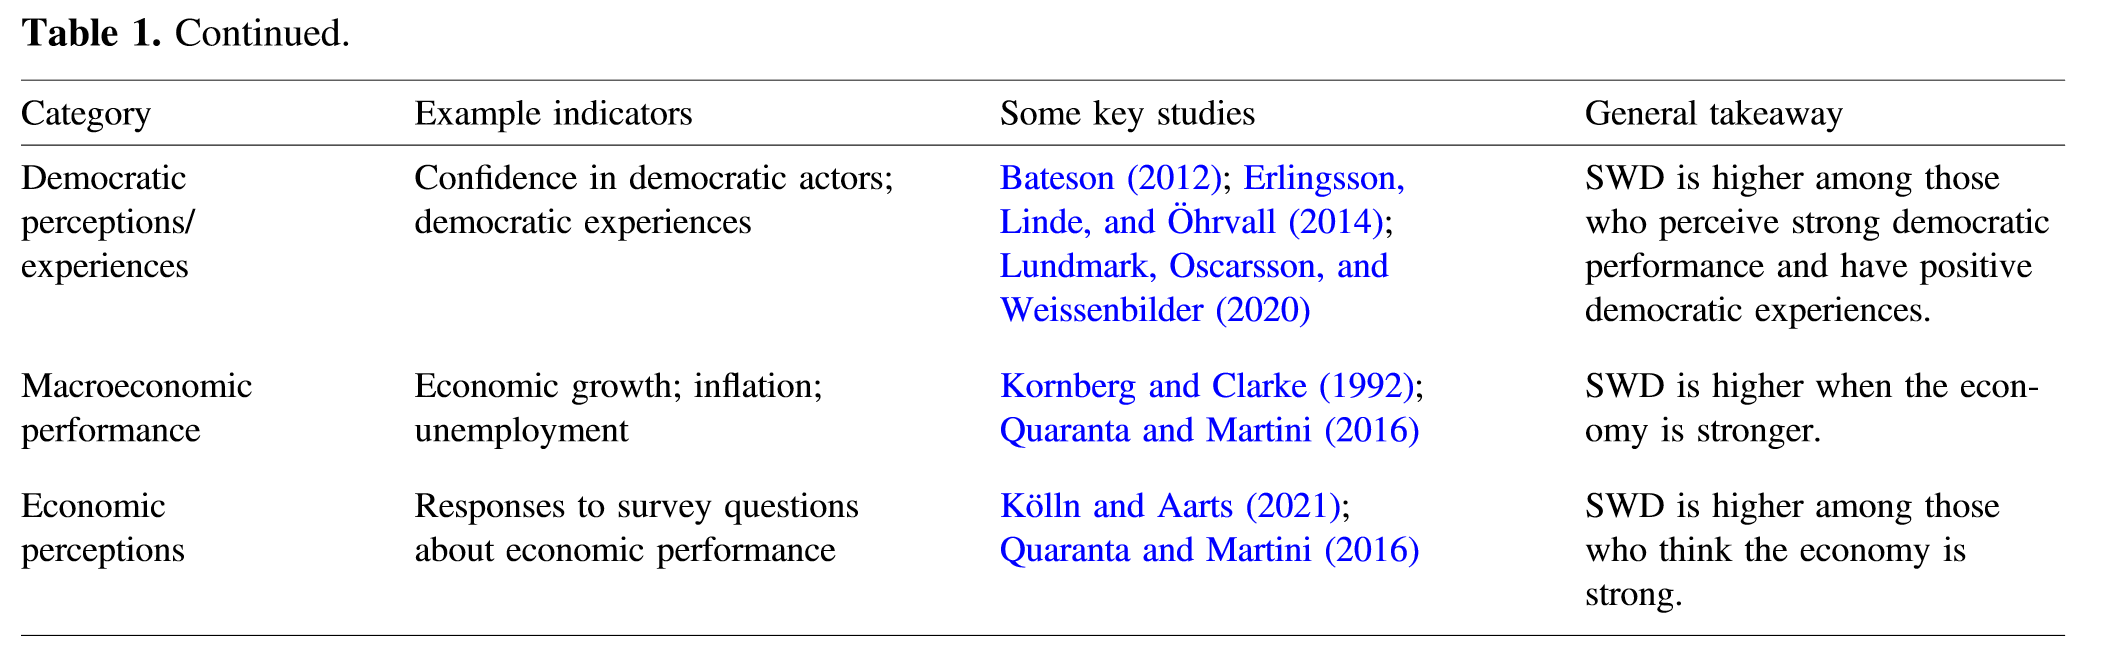 Table 1. Continued.
Category Example indicators Some key studies General takeaway
Democratic Confidence in democratic actors; Bateson (2012); Erlingsson, SWD is higher among those
perceptions/ democratic experiences Linde, and Öhrvall (2014); who perceive strong democratic
experiences Lundmark, Oscarsson, and performance and have positive
Weissenbilder (2020) democratic experiences.
Macroeconomic Economic growth; inflation; Kornberg and Clarke (1992); SWD is higher when the econ-
performance unemployment Quaranta and Martini (2016) omy is stronger.
Economic Responses to survey questions Kölln and Aarts (2021); SWD is higher among those
perceptions about economic performance Quaranta and Martini (2016) who think the economy is
strong.